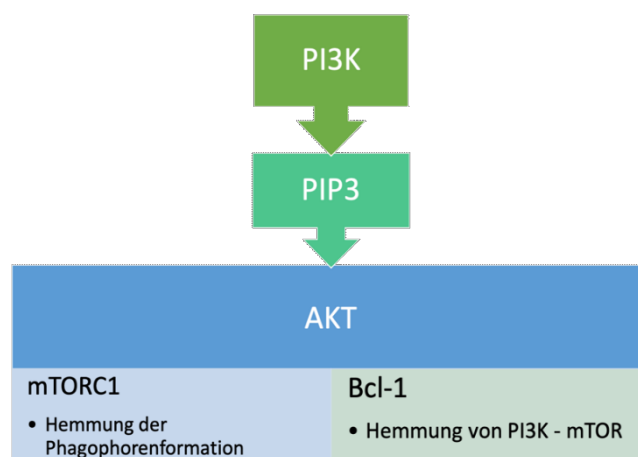 PI3K
PIP3
AKT
mTORC1
• Hemmung der
Phagophorenformation
Bcl-1
• Hemmung von PI3K - mTOR